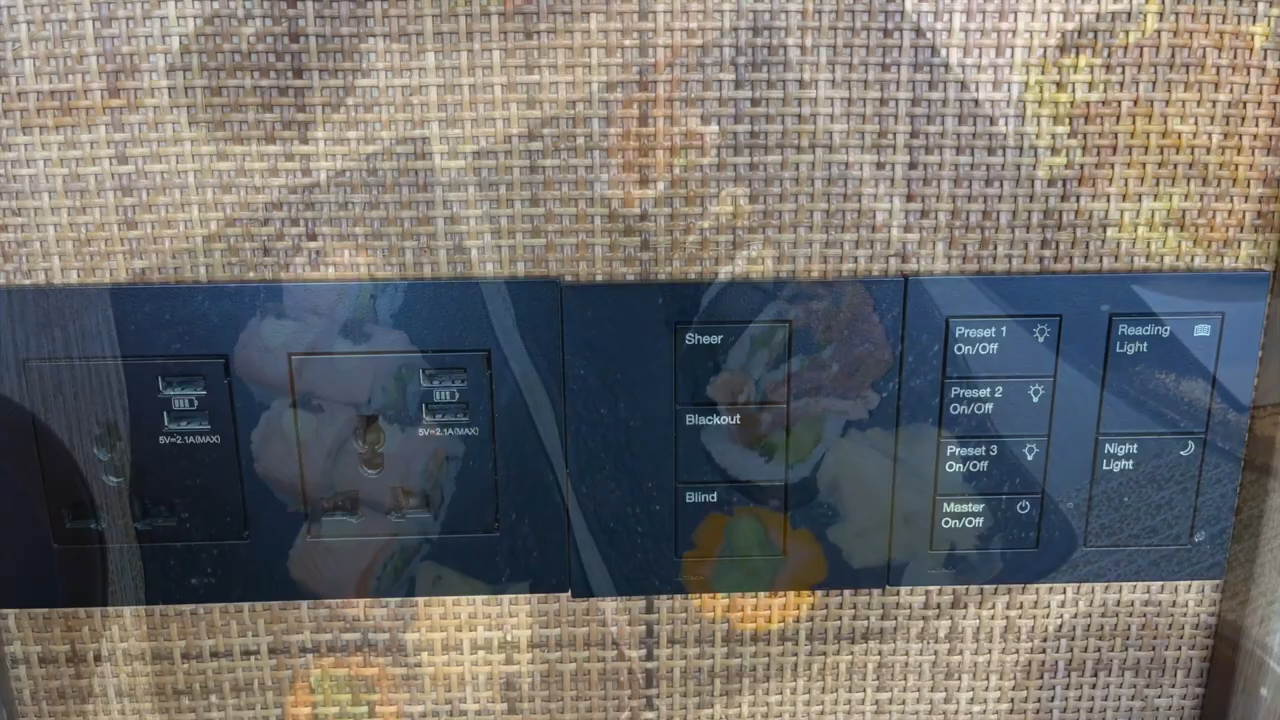 5V=2.1A(MAX)
5V=2.1A(MAX)
Sheer
Blackout
Blind
Preset 1
On/Off
Preset 2
On/Off
Preset 3
On/Off
Master
On/Off
Reading
Light
Night
Light